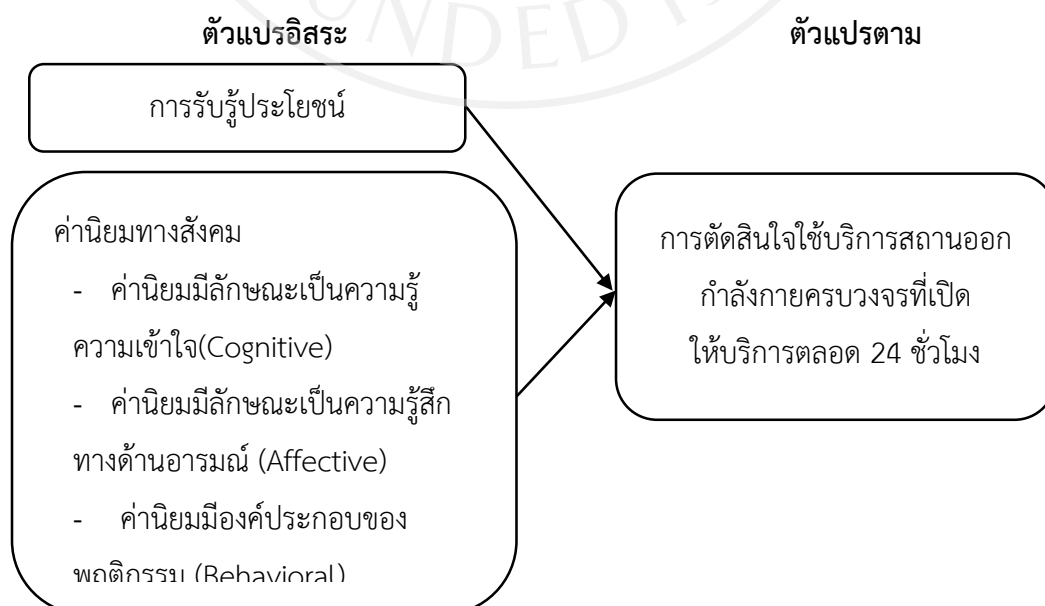 ตัวแปรอิสระ
ตัวแปรตาม
การรับรู้ประโยชน์
ค่านิยมทางสังคม
- ค่านิยมมีลักษณะเป็นความรู้
ความเข้าใจ(Cognitive)
- ค่านิยมมีลักษณะเป็นความรู้สึก
ทางด้านอารมณ์ (Affective)
- ค่านิยมมีองค์ประกอบของ
พฤติกรรม (Behavioral)
การตัดสินใจใช้บริการสถานออก
กำลังกายครบวงจรที่เปิด
ให้บริการตลอด 24 ชั่วโมง